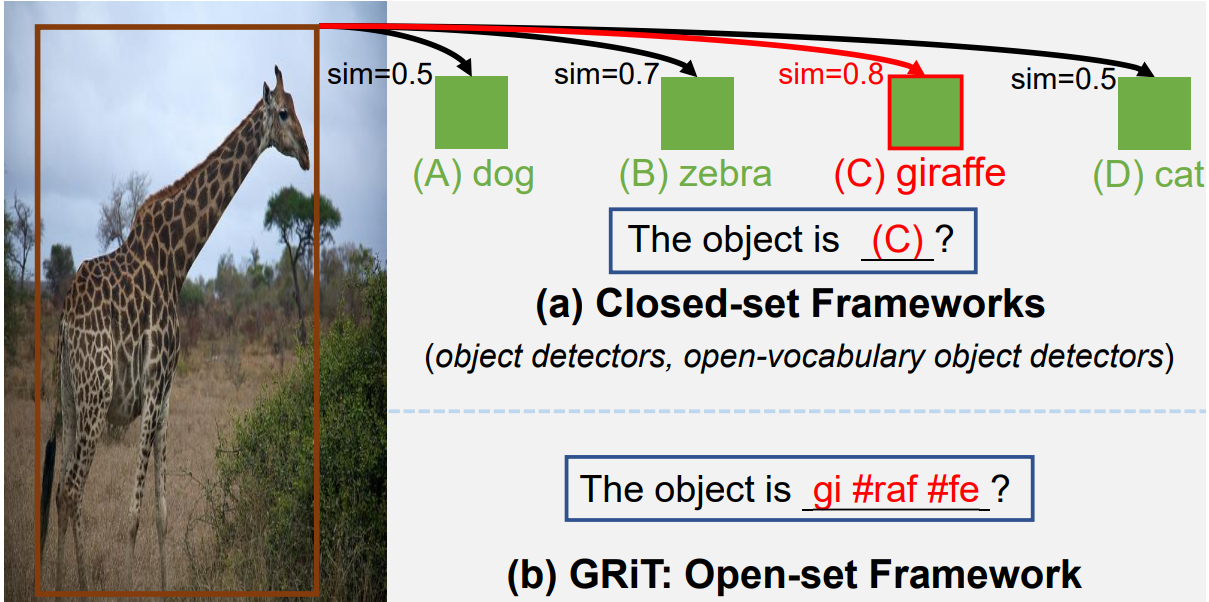 sim=0.5 sim=0.7 sim=0.8 sim=0.5
(A) dog (B) zebra (C) giraffe (D) cat
The object is (C) ?
(a) Closed-set Frameworks
(object detectors, open-vocabulary object detectors)
The object is gi #raf #fe ?
(b) GRiT: Open-set Framework